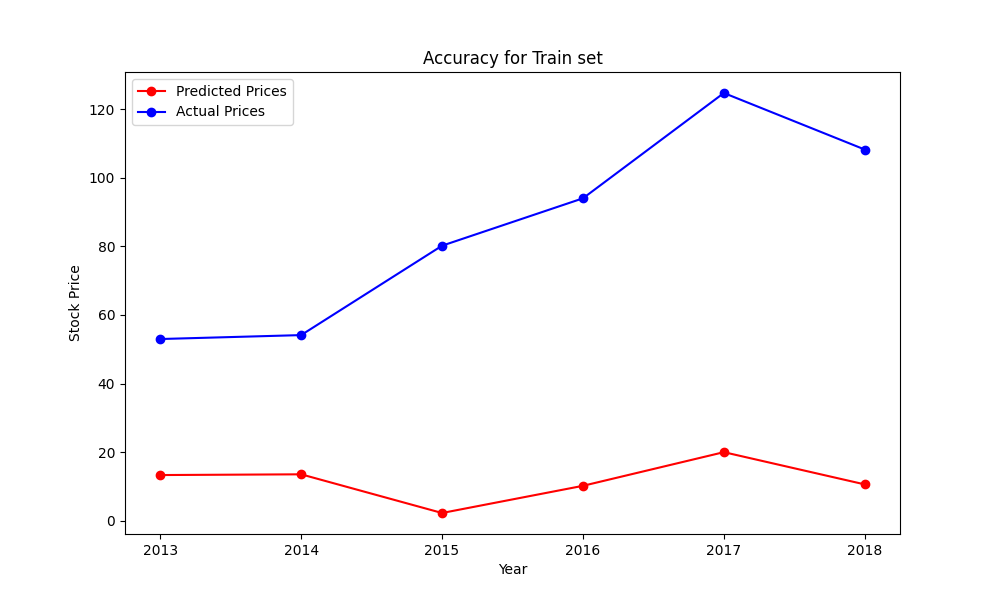 Accuracy for Train set
Predicted Prices
Actual Prices
120
100
80
60
40
20
0
Stock Price
2013 2014 2015 2016 2017 2018
Year